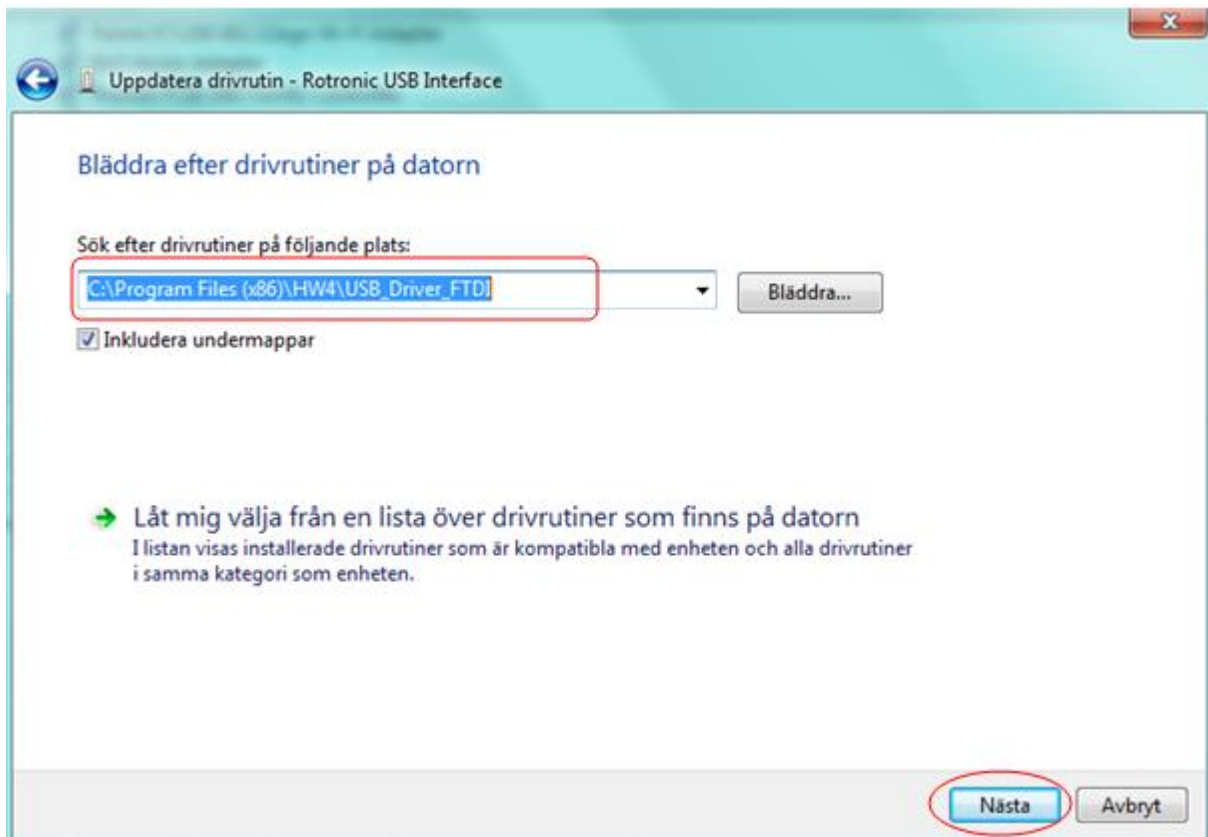 Uppdatera drivrutin - Rotronic USB Interface
Bläddra efter drivrutiner på datorn
Sök efter drivrutiner på följande plats:
C:\Program Files (x86)\HW4\USB_Driver_FTDI
Bläddra...
Inkludera undermappar
Låt mig välja från en lista över drivrutiner som finns på datorn
I listan visas installerade drivrutiner som är kompatibla med enheten och alla drivrutiner
i samma kategori som enheten.
Nästa
Avbryt